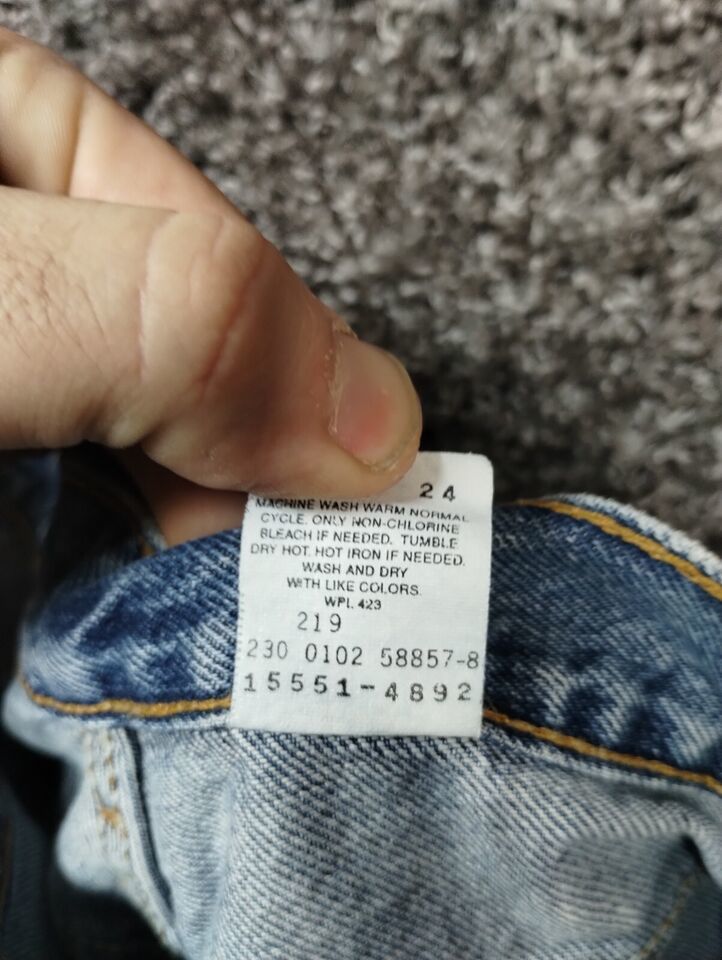 24
MACHINE WASH WARM NORMAL
CYCLE. ONLY NON-CHLORINE
BLEACH IF NEEDED. TUMBLE
DRY HOT. HOT IRON IF NEEDED.
WASH AND DRY
WITH LIKE COLORS.
WPL 423
219
230 0102 58857-8
15551-4892